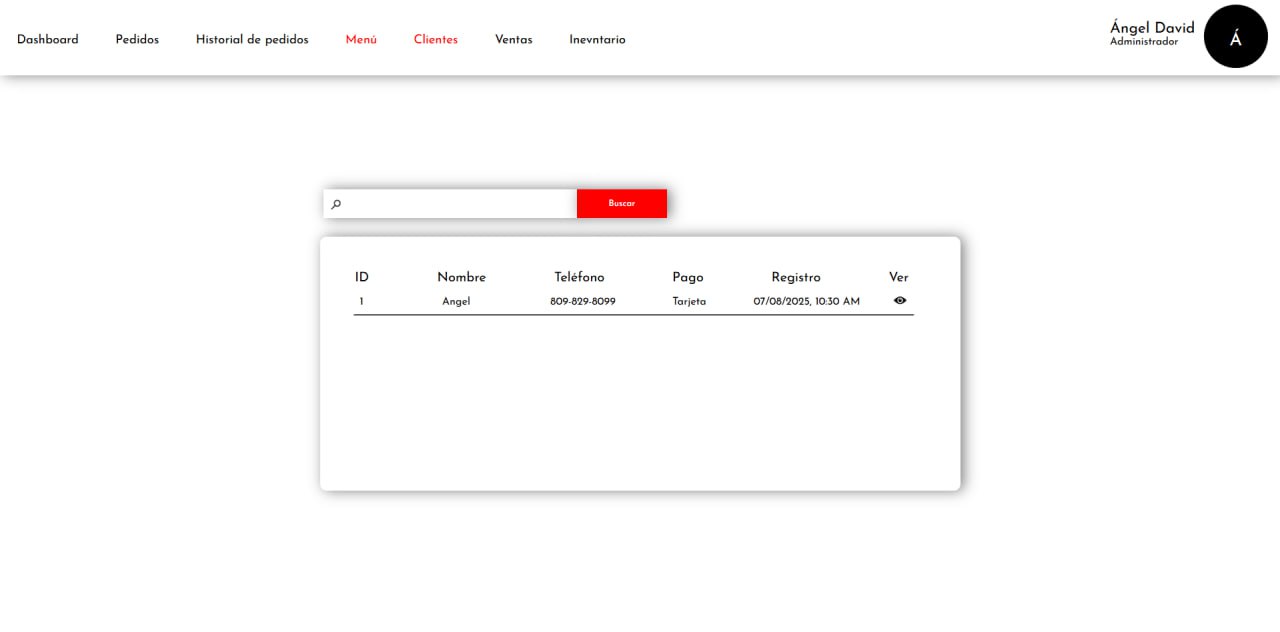 Dashboard Pedidos Historial de pedidos Menú Clientes Ventas Inevntario
Ángel David
Administrador
Á
Buscar
ID Nombre Teléfono Pago Registro Ver
1 Angel 809-829-8099 Tarjeta 07/08/2025, 10:30 AM